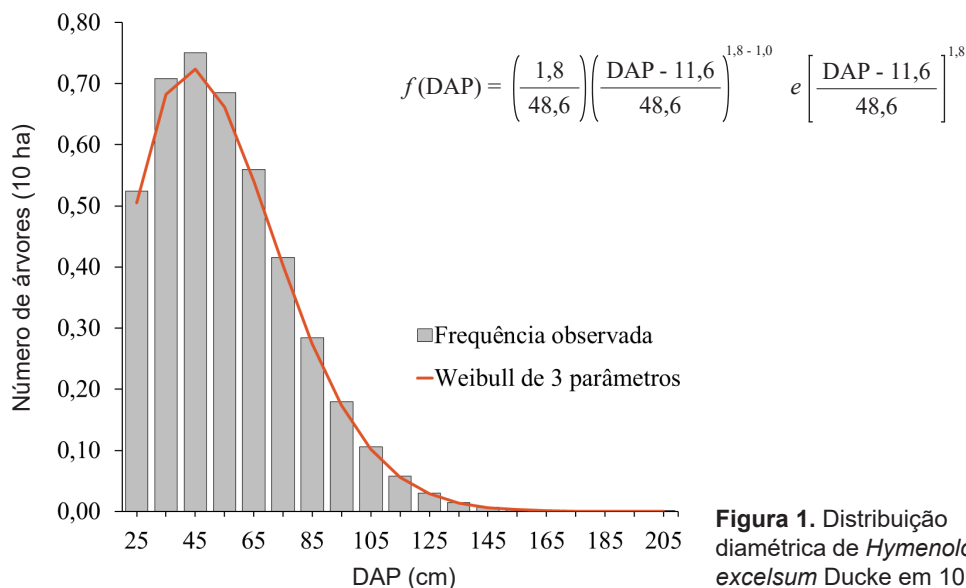 0,80
0,70
0,60
0,50
0,40
0,30
0,20
0,10
0,00
Número de árvores (10 ha)
f (DAP) = (1,8/48,6) (DAP - 11,6/48,6)^1,8 - 1,0 e [DAP - 11,6/48,6]^1,8
Frequência observada
Weibull de 3 parâmetros
25 45 65 85 105 125 145 165 185 205
DAP (cm)
Figura 1. Distribuição
diamétrica de Hymenolo
excelsum Ducke em 10